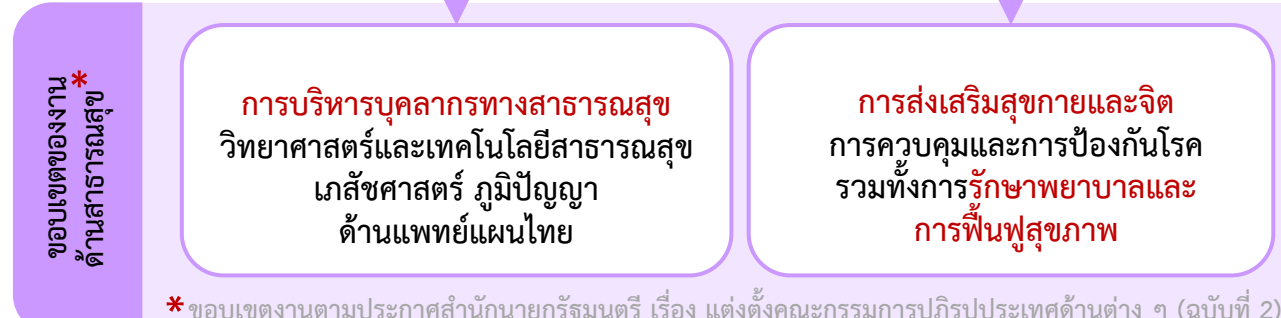 ขอบเขตของงาน
ด้านสาธารณสุข*
การบริหารบุคลากรทางสาธารณสุข
วิทยาศาสตร์และเทคโนโลยีสาธารณสุข
เภสัชศาสตร์ ภูมิปัญญา
ด้านแพทย์แผนไทย
การส่งเสริมสุขกายและจิต
การควบคุมและการป้องกันโรค
รวมทั้งการรักษาพยาบาลและ
การฟื้นฟูสุขภาพ
*ขอบเขตงานตามประกาศสำนักนายกรัฐมนตรี เรื่อง แต่งตั้งคณะกรรมการปฏิรูปประเทศด้านต่าง ๆ (ฉบับที่ 2)